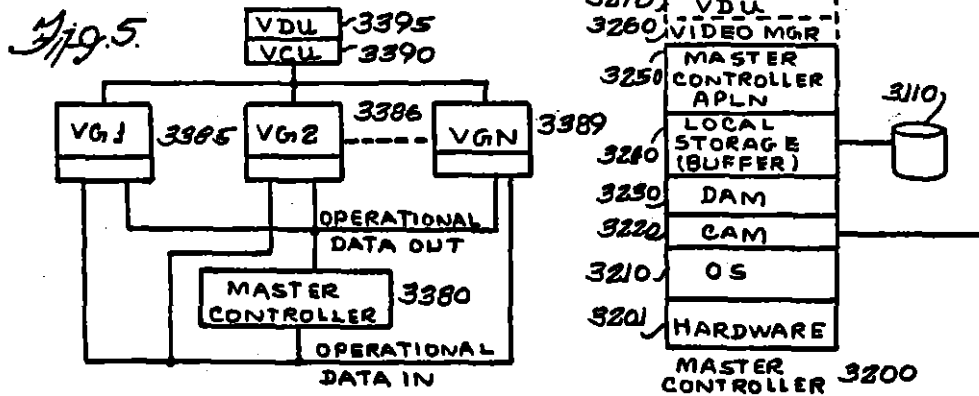 Fig.5.
VDU 3395
VCU 3390
VG1 3385
VG2 3386
VGN 3389
OPERATIONAL
DATA OUT
MASTER
CONTROLLER
3380
OPERATIONAL
DATA IN
VDU
3260 VIDEO MGR
3250 MASTER
CONTROLLER
APLN
3240 LOCAL
STORAGE
(BUFFER)
3110
3230 DAM
3220 CAM
3210 OS
3201 HARDWARE
MASTER
CONTROLLER 3200